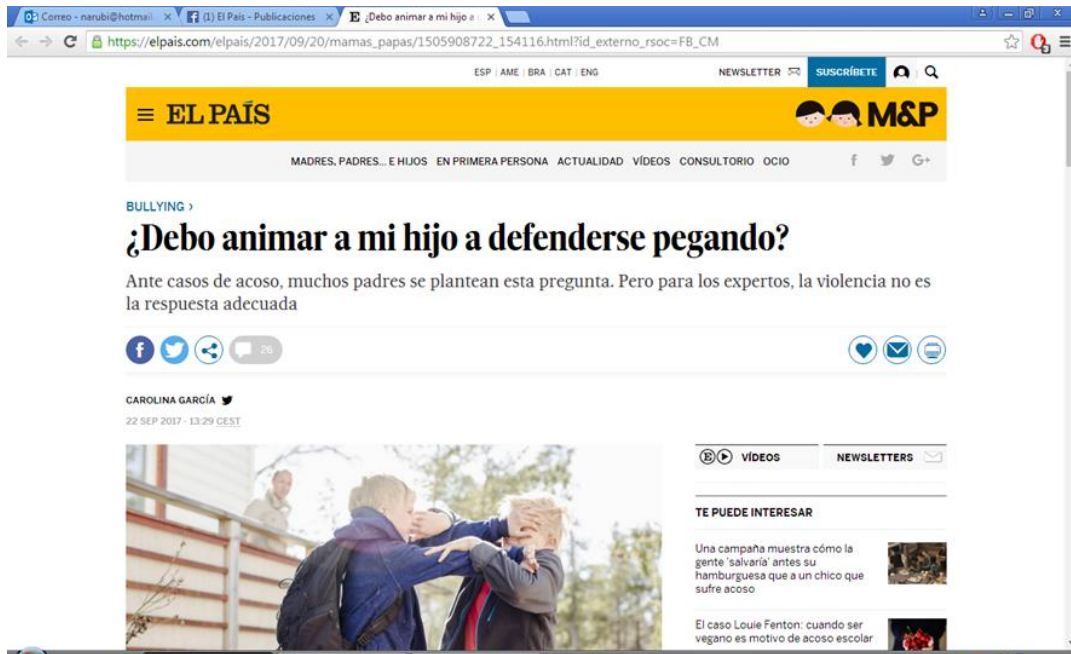 Correo - narubi@hotmail.
(1) El País - Publicaciones
¿Debo animar a mi hijo a
https://elpais.com/elpais/2017/09/20/mamas_papas/1505908722_154116.html?id_externo_rsoc=FB_CM
ESP | AME | BRA | CAT | ENG
NEWSLETTER
SUSCRÍBETE
EL PAÍS
M&P
MADRES, PADRES... E HIJOS EN PRIMERA PERSONA ACTUALIDAD VÍDEOS CONSULTORIO OCIO
BULLYING ›
¿Debo animar a mi hijo a defenderse pegando?
Ante casos de acoso, muchos padres se plantean esta pregunta. Pero para los expertos, la violencia no es
la respuesta adecuada
26
CAROLINA GARCÍA
22 SEP 2017 - 13:29 CEST
VÍDEOS
NEWSLETTERS
TE PUEDE INTERESAR
Una campaña muestra cómo la
gente 'salvaría' antes su
hamburguesa que a un chico que
sufre acoso
El caso Louie Fenton: cuando ser
vegano es motivo de acoso escolar